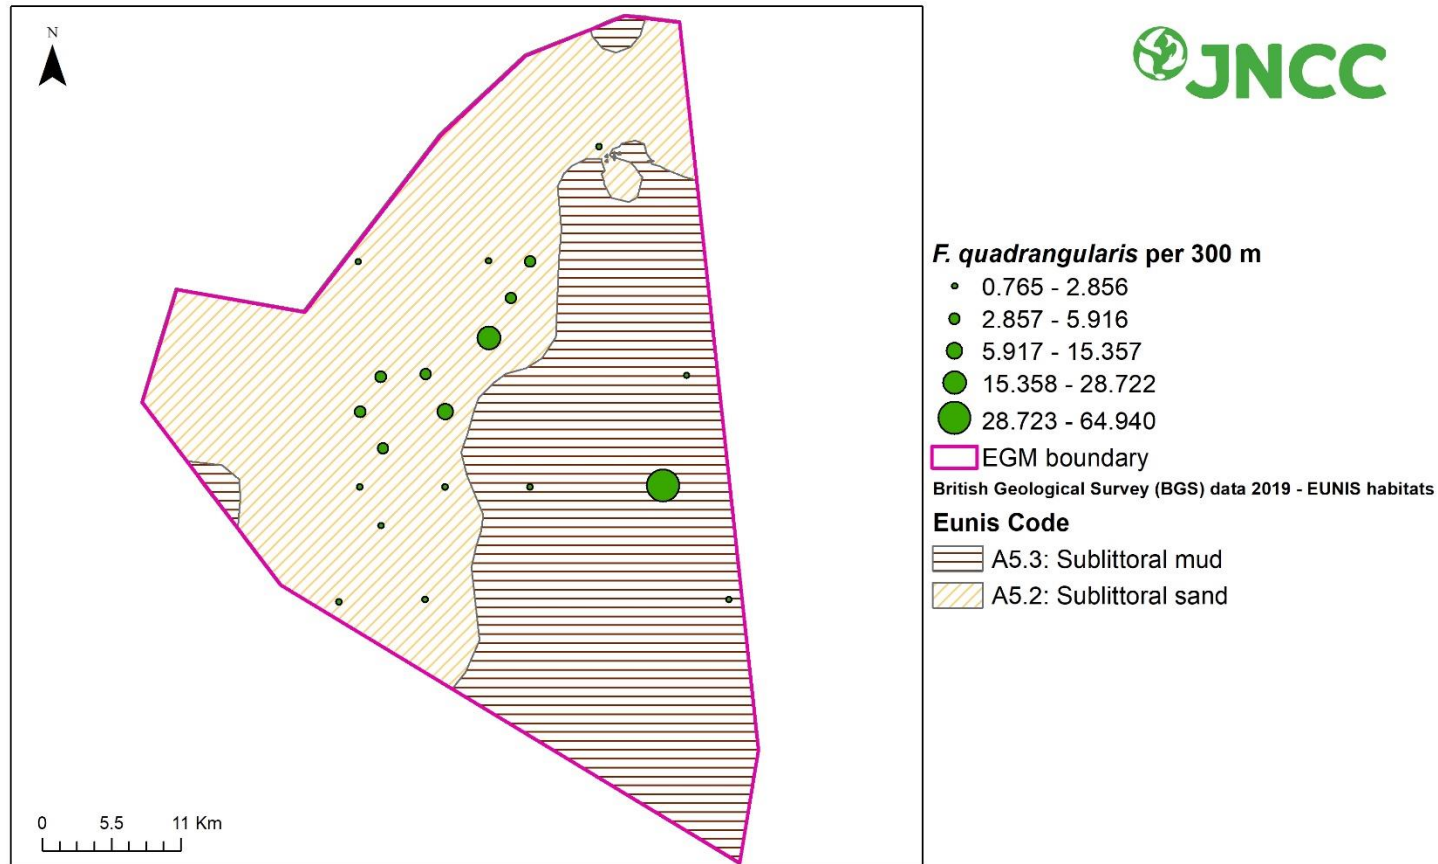 N
JNCC
F. quadrangularis per 300 m
0.765 - 2.856
2.857 - 5.916
5.917 - 15.357
15.358 - 28.722
28.723 - 64.940
EGM boundary
British Geological Survey (BGS) data 2019 - EUNIS habitats
Eunis Code
A5.3: Sublittoral mud
A5.2: Sublittoral sand
0 5.5 11 Km